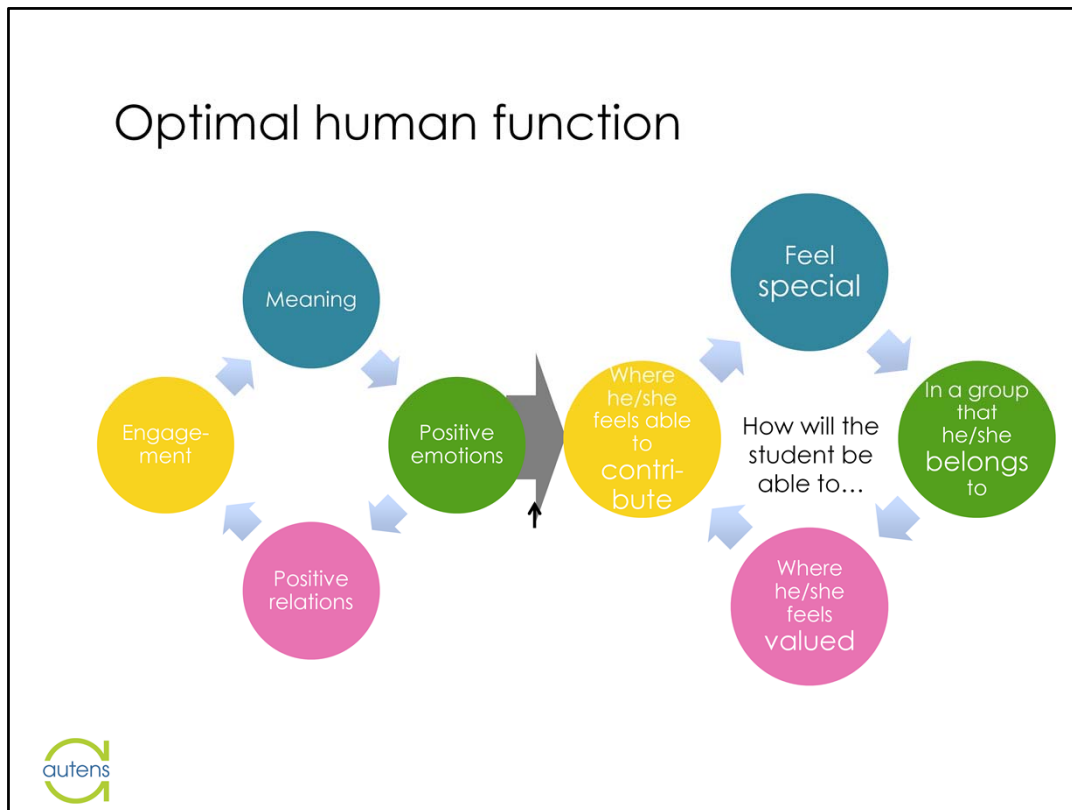 Optimal human function
Meaning
Positive
emotions
Positive
relations
Engage-
ment
Feel
special
In a group
that
he/she
belongs
to
Where
he/she
feels
valued
Where
he/she
feels able
to
contri-
bute
How will the
student be
able to…
autens